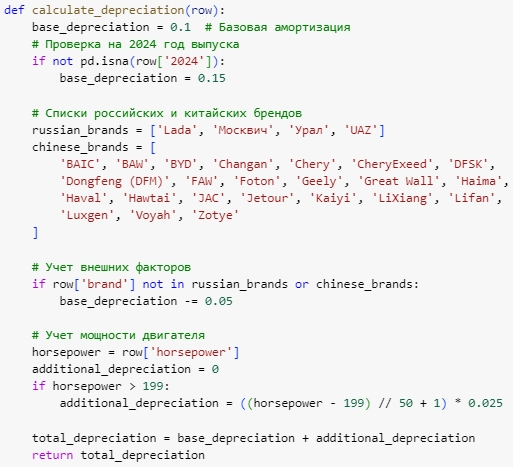 def calculate_depreciation(row):
    base_depreciation = 0.1  # Базовая амортизация
    # Проверка на 2024 год выпуска
    if not pd.isna(row['2024']):
        base_depreciation = 0.15

    # Списки российских и китайских брендов
    russian_brands = ['Lada', 'Москвич', 'Урал', 'UAZ']
    chinese_brands = [
        'BAIC', 'BAW', 'BYD', 'Changan', 'Chery', 'CheryExeed', 'DFSK',
        'Dongfeng (DFM)', 'FAW', 'Foton', 'Geely', 'Great Wall', 'Haima',
        'Haval', 'Hawtai', 'JAC', 'Jetour', 'Kaiyi', 'LiXiang', 'Lifan',
        'Luxgen', 'Voyah', 'Zotye'
    ]

    # Учет внешних факторов
    if row['brand'] not in russian_brands or chinese_brands:
        base_depreciation -= 0.05

    # Учет мощности двигателя
    horsepower = row['horsepower']
    additional_depreciation = 0
    if horsepower > 199:
        additional_depreciation = ((horsepower - 199) // 50 + 1) * 0.025

    total_depreciation = base_depreciation + additional_depreciation
    return total_depreciation